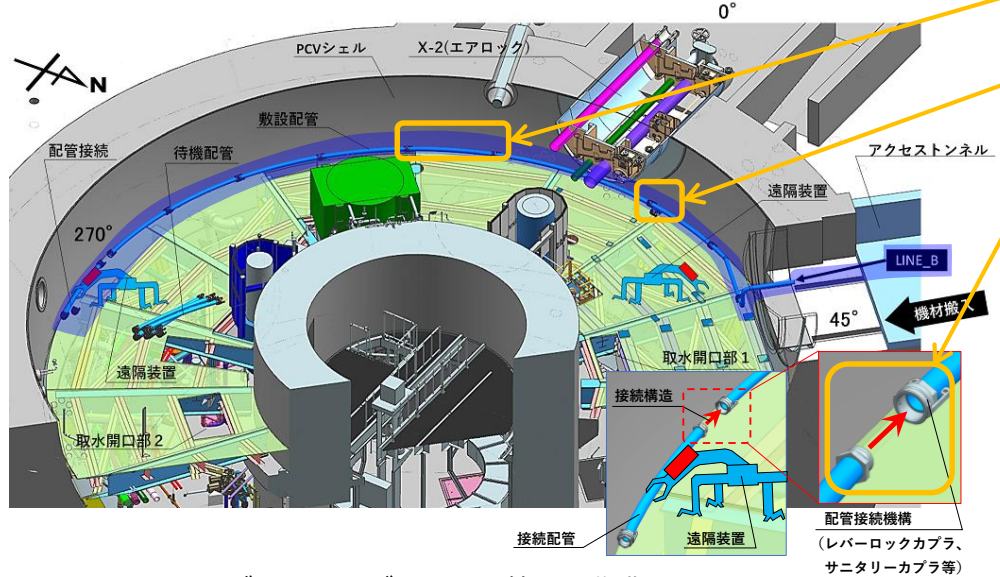 0°
PCVシェル
X-2(エアロック)
N
敷設配管
配管接続
待機配管
アクセストンネル
遠隔装置
270°
LINE_B
機材搬入
45°
遠隔装置
取水開口部1
接続構造
取水開口部2
接続配管
遠隔装置
配管接続機構
(レバーロックカプラ、
サニタリーカプラ等)